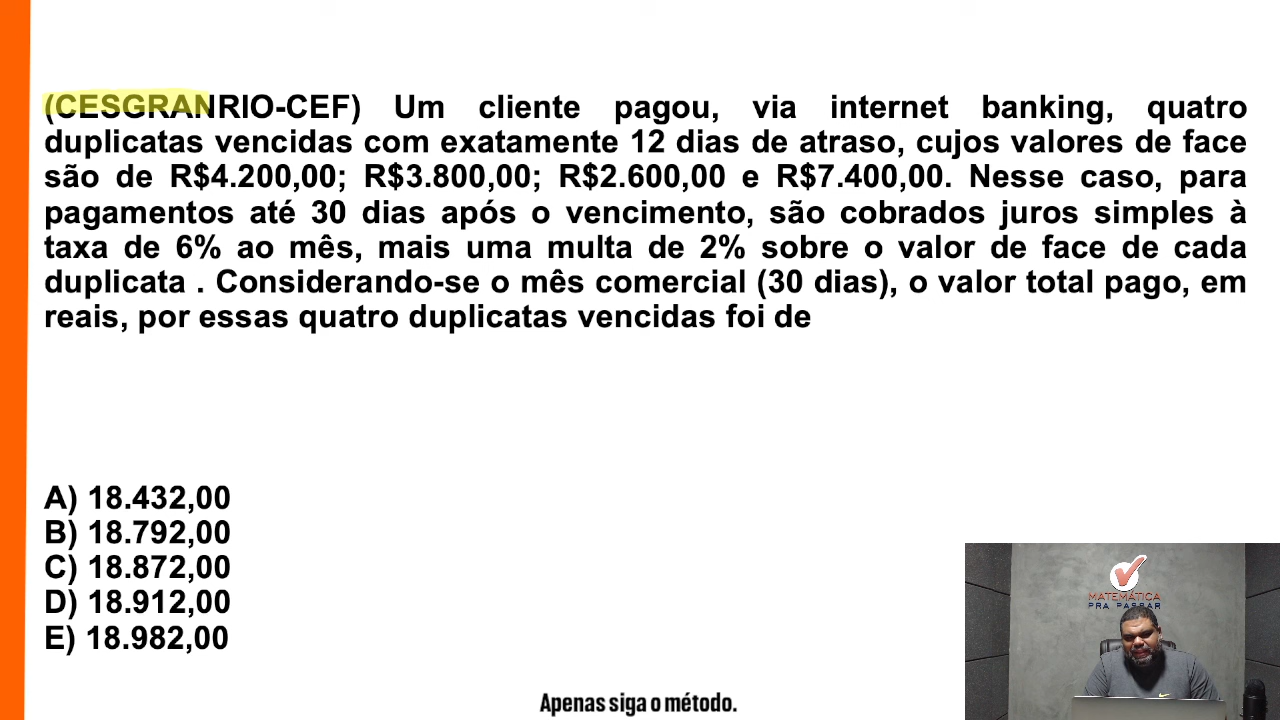 (CESGRANRIO-CEF) Um cliente pagou, via internet banking, quatro
duplicatas vencidas com exatamente 12 dias de atraso, cujos valores de face
são de R$4.200,00; R$3.800,00; R$2.600,00 e R$7.400,00. Nesse caso, para
pagamentos até 30 dias após o vencimento, são cobrados juros simples à
taxa de 6% ao mês, mais uma multa de 2% sobre o valor de face de cada
duplicata . Considerando-se o mês comercial (30 dias), o valor total pago, em
reais, por essas quatro duplicatas vencidas foi de
A) 18.432,00
B) 18.792,00
C) 18.872,00
D) 18.912,00
E) 18.982,00
MATEMÁTICA
PRA PASSAR
Apenas siga o método.